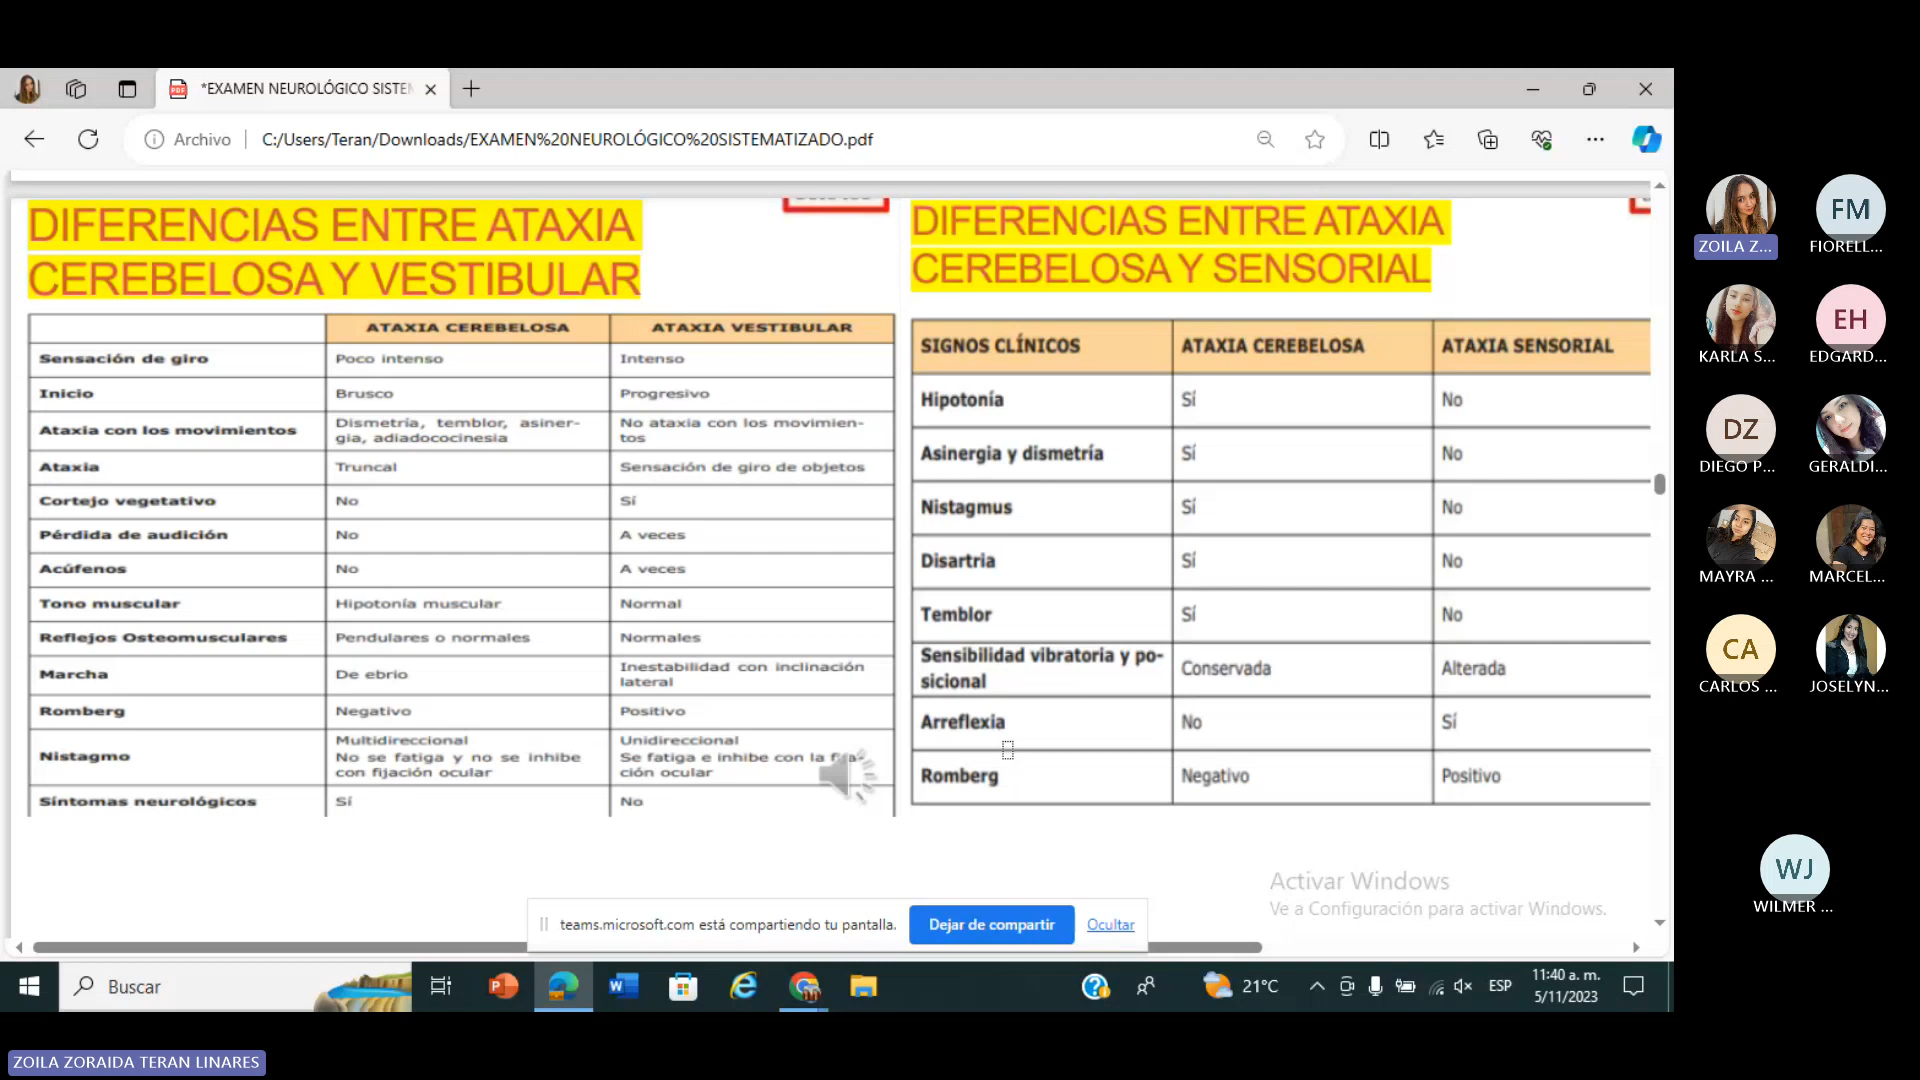 *EXAMEN NEUROLÓGICO SISTEM
Archivo
C:/Users/Teran/Downloads/EXAMEN%20NEUROLÓGICO%20SISTEMATIZADO.pdf
DIFERENCIAS ENTRE ATAXIA
CEREBELOSA Y VESTIBULAR
ATAXIA CEREBELOSA ATAXIA VESTIBULAR
Sensación de giro Poco intenso Intenso
Inicio Brusco Progresivo
Ataxia con los movimientos Dismetría, temblor, asiner-
gia, adiadococinesia No ataxia con los movimien-
tos
Ataxia Truncal Sensación de giro de objetos
Cortejo vegetativo No Sí
Pérdida de audición No A veces
Acúfenos No A veces
Tono muscular Hipotonía muscular Normal
Reflejos Osteomusculares Pendulares o normales Normales
Marcha De ebrio Inestabilidad con inclinación
lateral
Romberg Negativo Positivo
Nistagmo Multidireccional
No se fatiga y no se inhibe
con fijación ocular
Unidireccional
Se fatiga e inhibe con la fija-
ción ocular
Síntomas neurológicos Sí No
DIFERENCIAS ENTRE ATAXIA
CEREBELOSA Y SENSORIAL
SIGNOS CLÍNICOS ATAXIA CEREBELOSA ATAXIA SENSORIAL
Hipotonía Sí No
Asinergia y dismetría Sí No
Nistagmus Sí No
Disartria Sí No
Temblor Sí No
Sensibilidad vibratoria y po-
sicional Conservada Alterada
Arreflexia No Sí
Romberg Negativo Positivo
Activar Windows
Ve a Configuración para activar Windows.
teams.microsoft.com está compartiendo tu pantalla. Dejar de compartir Ocultar
Buscar
21°C
ESP
11:40 a. m.
5/11/2023
ZOILA Z...
FM
FIORELL...
KARLA S...
EH
EDGARD...
DZ
DIEGO P...
GERALDI...
MAYRA ...
MARCEL...
CA
CARLOS ...
JOSELYN...
WJ
WILMER ...
ZOILA ZORAIDA TERAN LINARES